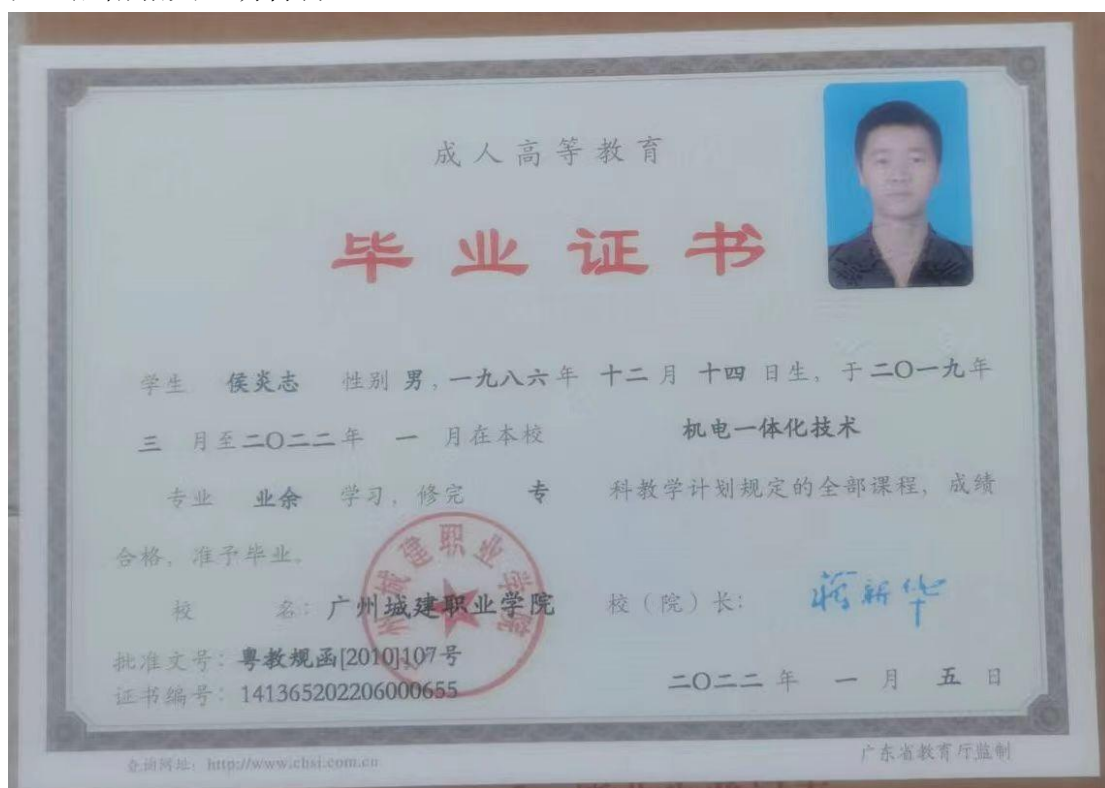 成人高等教育
毕业证书
学生 侯炎志 性别 男，一九八六年 十二月 十四 日生，于二〇一九年
三 月至二〇二二年 一 月在本校 机电一体化技术
专业 业余 学习，修完 专 科教学计划规定的全部课程，成绩
合格，准予毕业。
校 名：广州城建职业学院 校（院）长： 蒋新华
批准文号：粤教规函[2010]107号
证书编号：141365202206000655 二〇二二 年 一 月 五 日
查询网址：http://www.chsi.com.cn 广东省教育厅监制